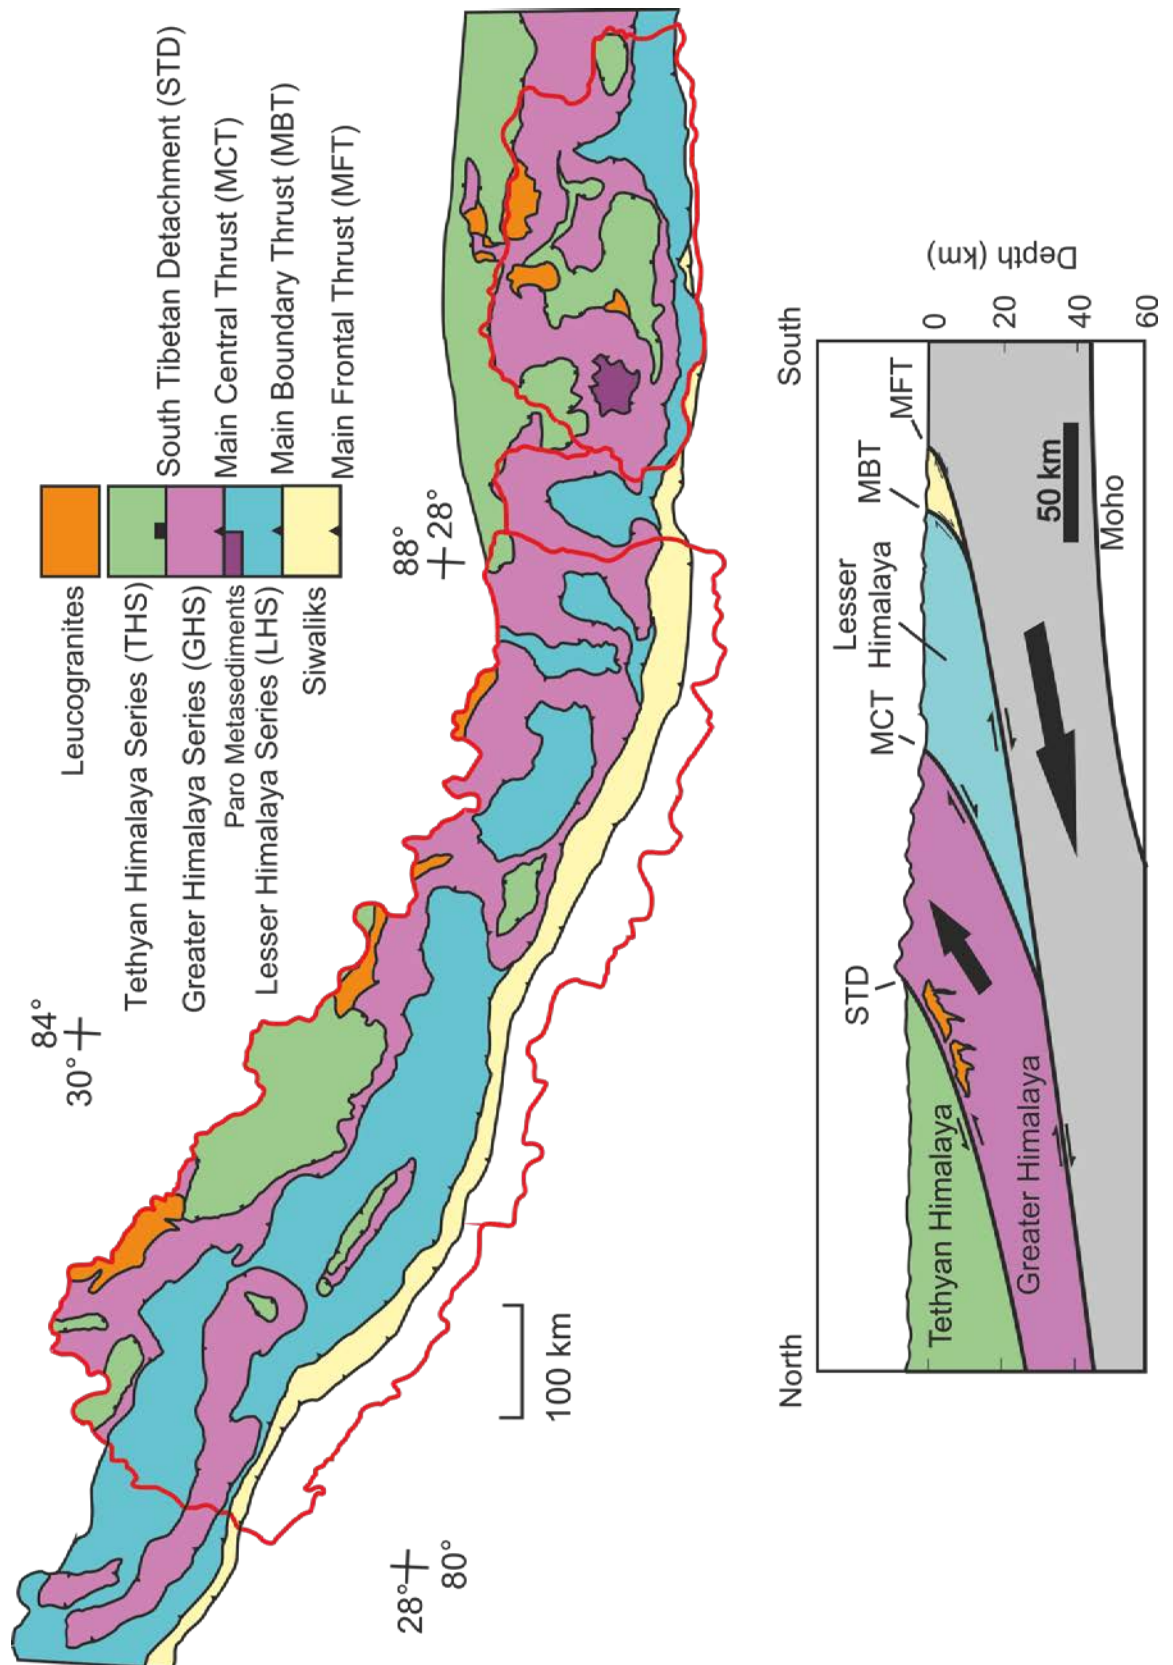 Leucogranites
Tethyan Himalaya Series (THS)
Greater Himalaya Series (GHS)
Paro Metasediments
Lesser Himalaya Series (LHS)
Siwaliks
South Tibetan Detachment (STD)
Main Central Thrust (MCT)
Main Boundary Thrust (MBT)
Main Frontal Thrust (MFT)
84°
30°
88°
28°
28°
80°
100 km
North
South
STD
MCT
Lesser
Himalaya
MBT
MFT
Tethyan Himalaya
Greater Himalaya
50 km
Moho
0
20
40
60
Depth (km)